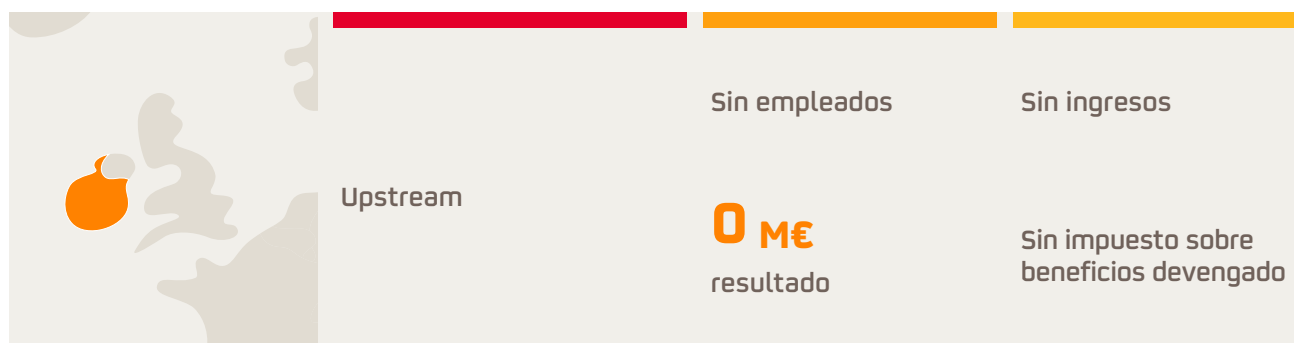 Upstream
Sin empleados
0 M€
resultado
Sin ingresos
Sin impuesto sobre
beneficios devengado